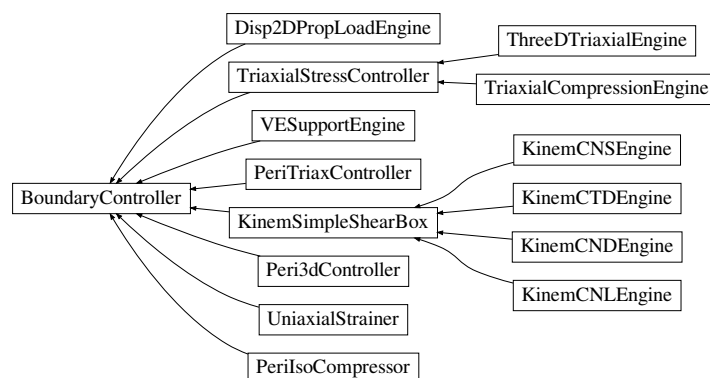 Disp2DPropLoadEngine
ThreeDTriaxialEngine
TriaxialStressController
TriaxialCompressionEngine
VESupportEngine
KinemCNSEngine
PeriTriaxController
BoundaryController
KinemCTDEngine
KinemSimpleShearBox
KinemCNDEngine
Peri3dController
KinemCNLEngine
UniaxialStrainer
PeriIsoCompressor